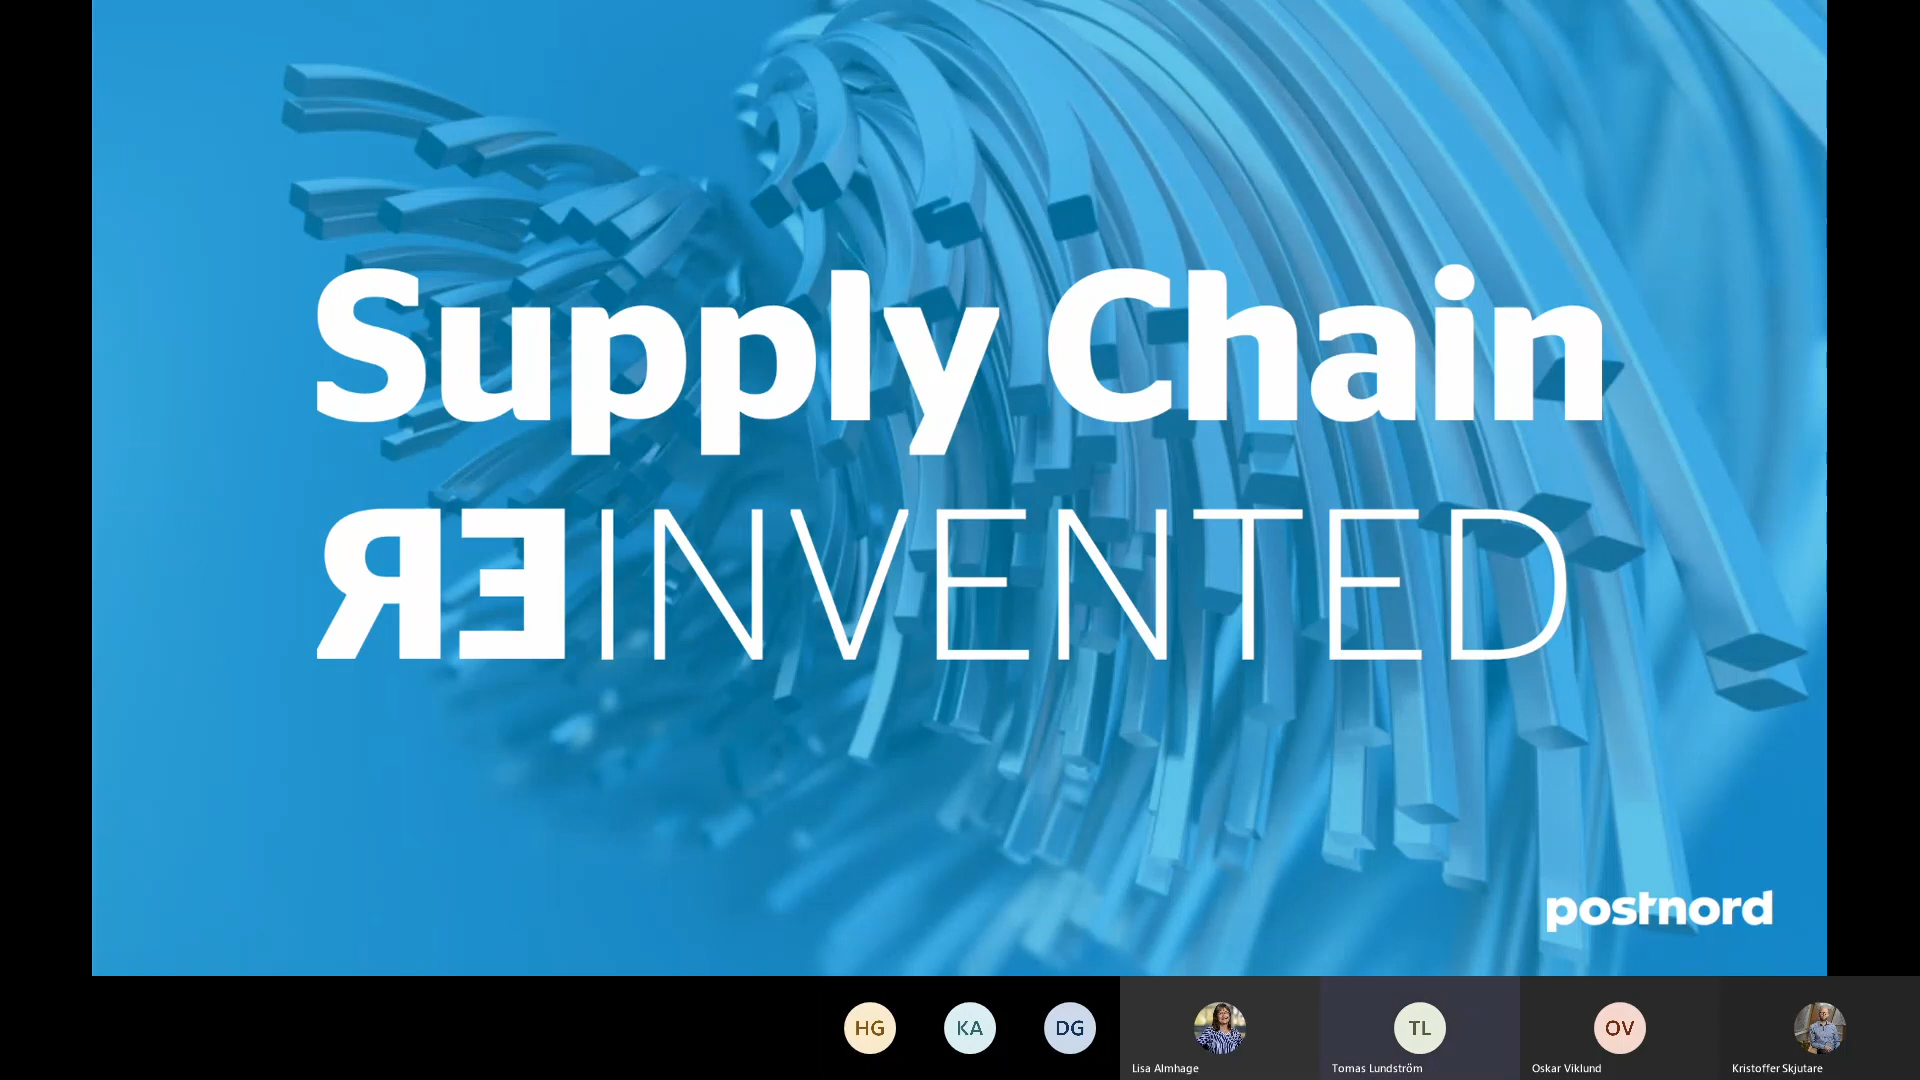 Supply Chain
REINVENTED
postnord
HG
KA
DG
TL
OV
Lisa Almhage
Tomas Lundström
Oskar Viklund
Kristoffer Skjutare